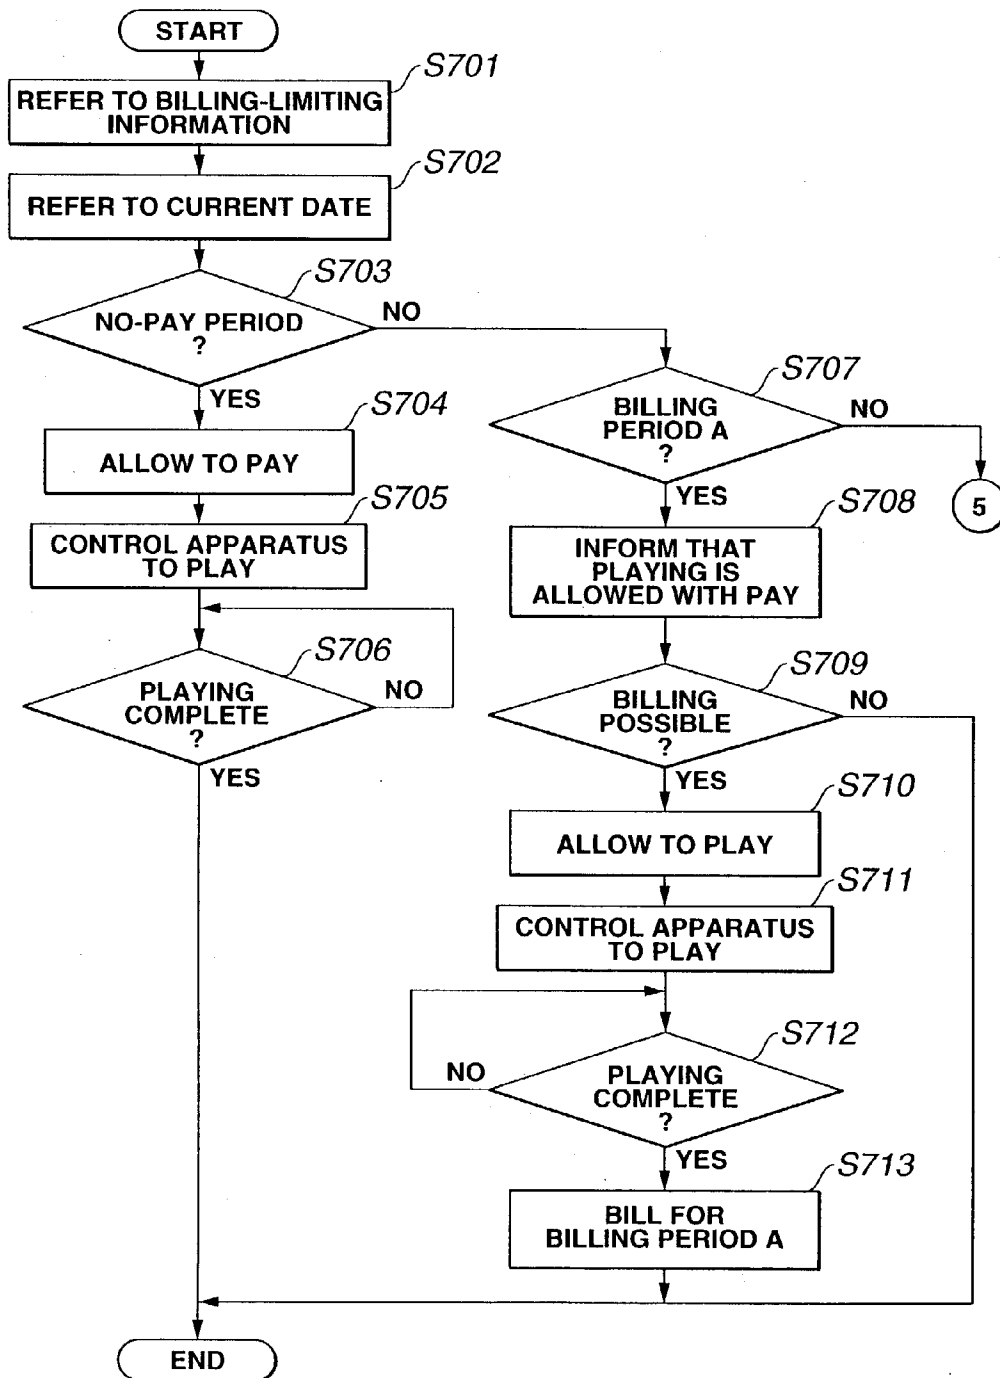 START
S701
REFER TO BILLING-LIMITING
INFORMATION
S702
REFER TO CURRENT DATE
S703
NO-PAY PERIOD
?
NO
YES
S704
ALLOW TO PAY
S705
CONTROL APPARATUS
TO PLAY
S706
PLAYING
COMPLETE
?
NO
YES
S707
BILLING
PERIOD A
?
NO
5
YES
S708
INFORM THAT
PLAYING IS
ALLOWED WITH PAY
S709
BILLING
POSSIBLE
?
NO
YES
S710
ALLOW TO PLAY
S711
CONTROL APPARATUS
TO PLAY
S712
PLAYING
COMPLETE
?
NO
YES
S713
BILL FOR
BILLING PERIOD A
END